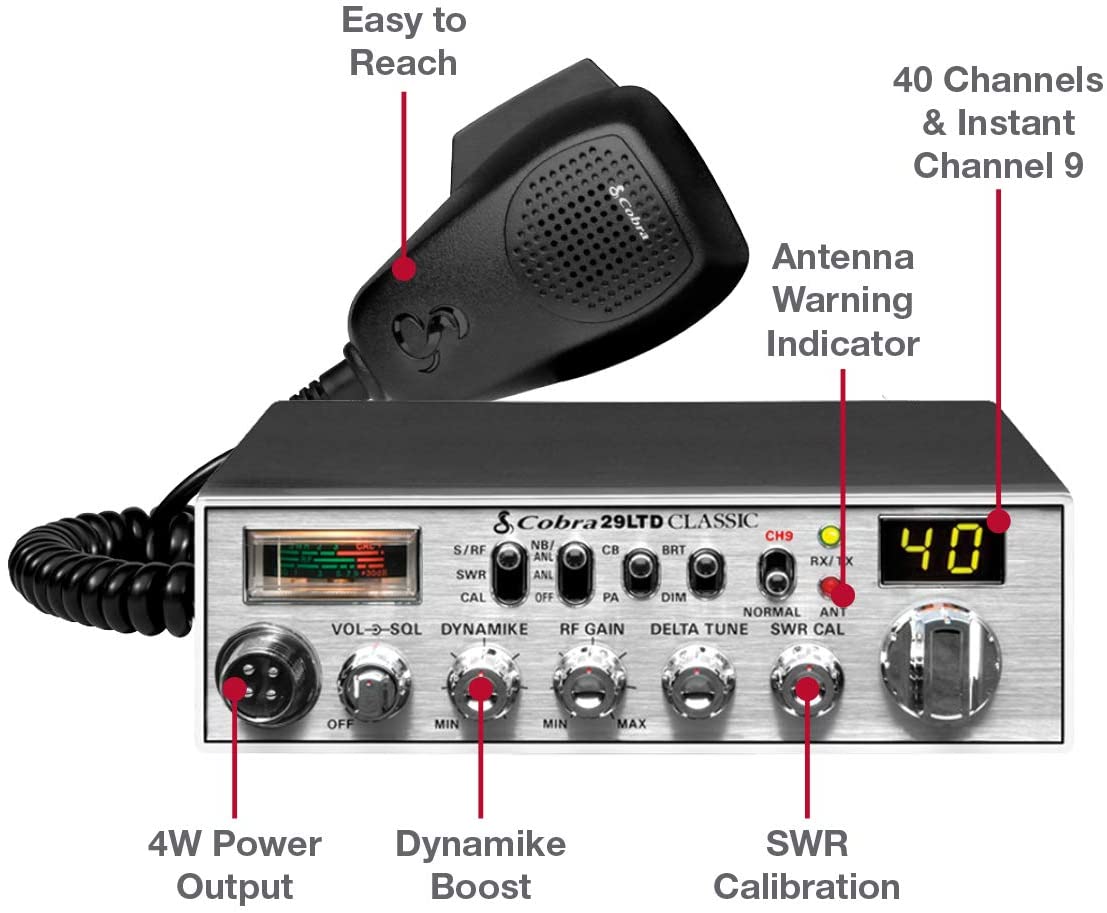 Easy to
Reach
40 Channels
& Instant
Channel 9
Antenna
Warning
Indicator
Cobra
Cobra 29LTD CLASSIC
S/RF
SWR
CAL
NB/
ANL
ANL
OFF
CB
PA
BRT
DIM
CH9
NORMAL
RX/TX
ANT
40
VOL SQL
OFF
DYNAMIKE
MIN
RF GAIN
MIN MAX
DELTA TUNE
SWR CAL
4W Power
Output
Dynamike
Boost
SWR
Calibration